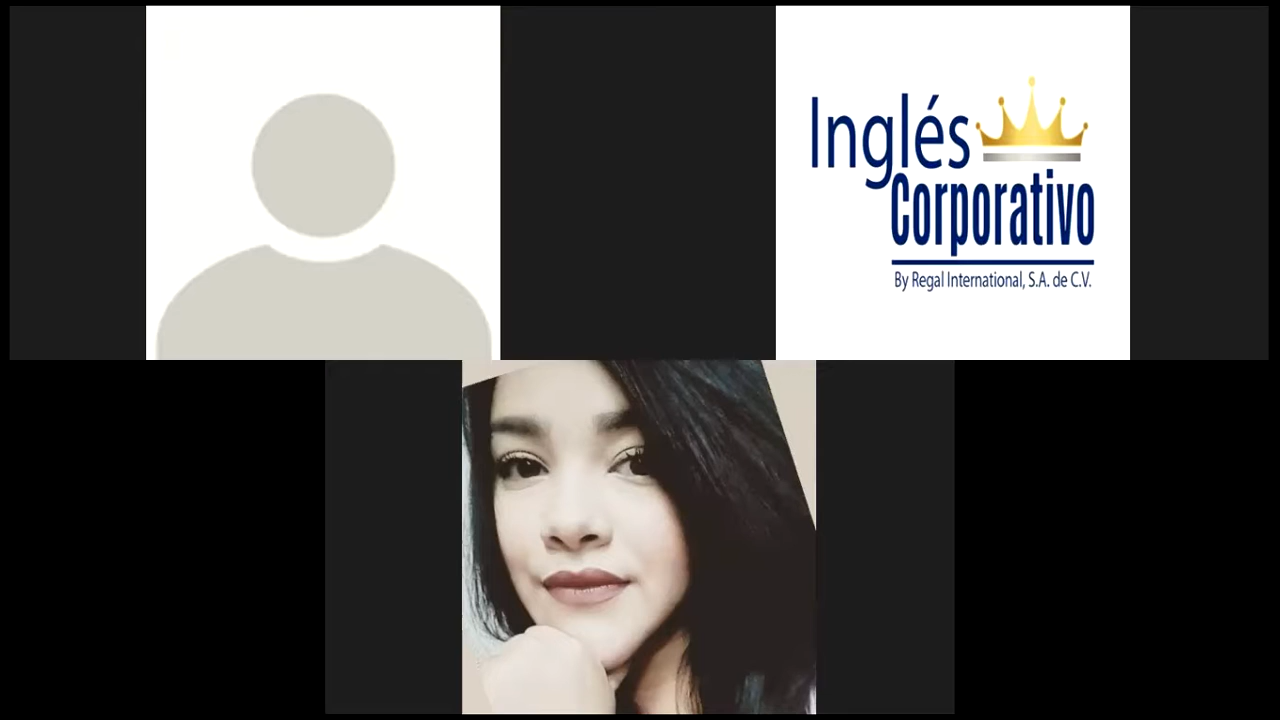 Inglés
Corporativo
By Regal International, S.A. de C.V.